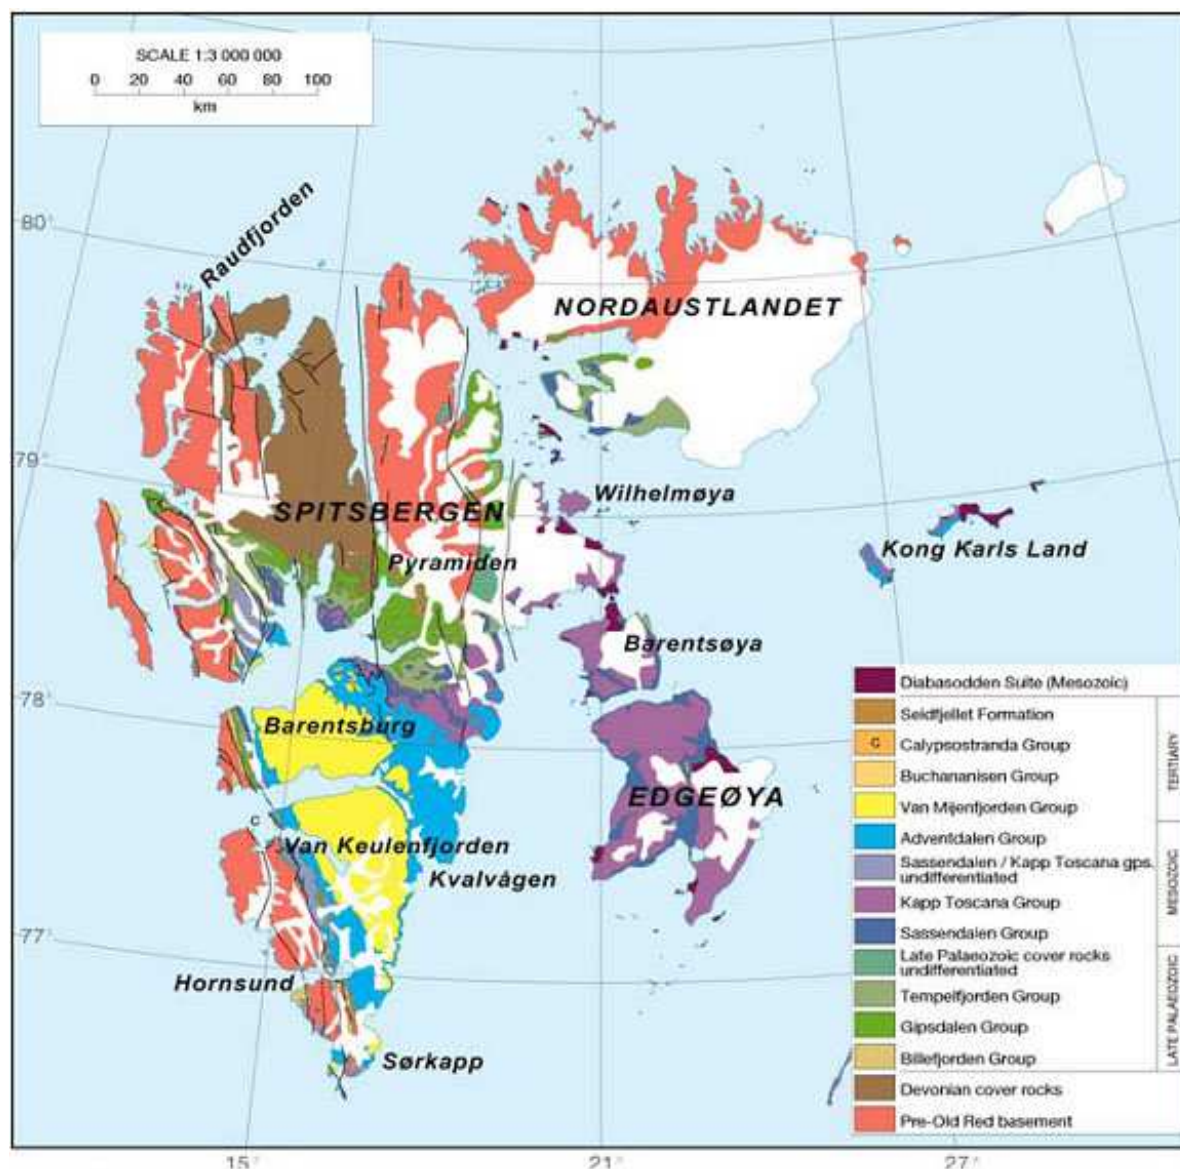 SCALE 1:3 000 000
0 20 40 60 80 100
km
80°
Raudfjorden
NORDAUSTLANDET
79°
SPITSBERGEN
Wilhelmøya
Pyramiden
Kong Karls Land
Barentsøya
78°
Barentsburg
EDGEØYA
C
Van Keulenfjorden
Kvalvågen
77°
Hornsund
Sørkapp
Diabasodden Suite (Mesozoic)
Seldfjellet Formation
C Calypsostranda Group
Buchananisen Group
Van Mijenfjorden Group
TERTIARY
Adventdalen Group
Sassendalen / Kapp Toscana gps.
undifferentiated
Kapp Toscana Group
Sassendalen Group
MESOZOIC
Late Palaeozoic cover rocks
undifferentiated
Tempelfjorden Group
Gipsdalen Group
Billefjorden Group
LATE PALAEOZOIC
Devonian cover rocks
Pre-Old Red basement
15° 21° 27°